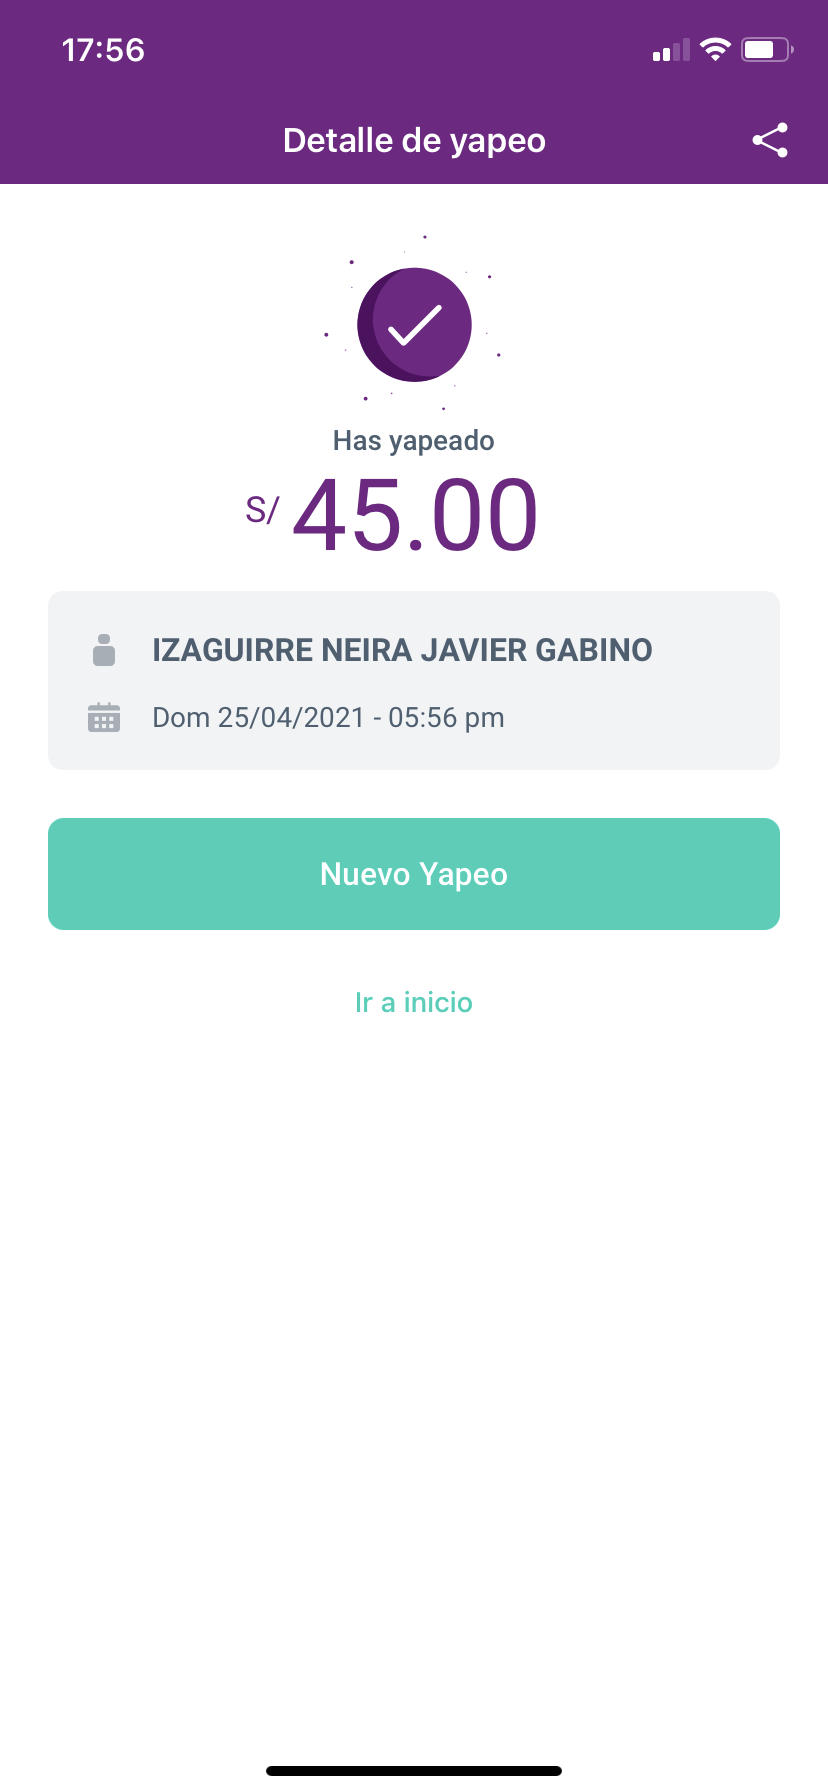 17:56
Detalle de yapeo
Has yapeado
S/ 45.00
IZAGUIRRE NEIRA JAVIER GABINO
Dom 25/04/2021 - 05:56 pm
Nuevo Yapeo
Ir a inicio